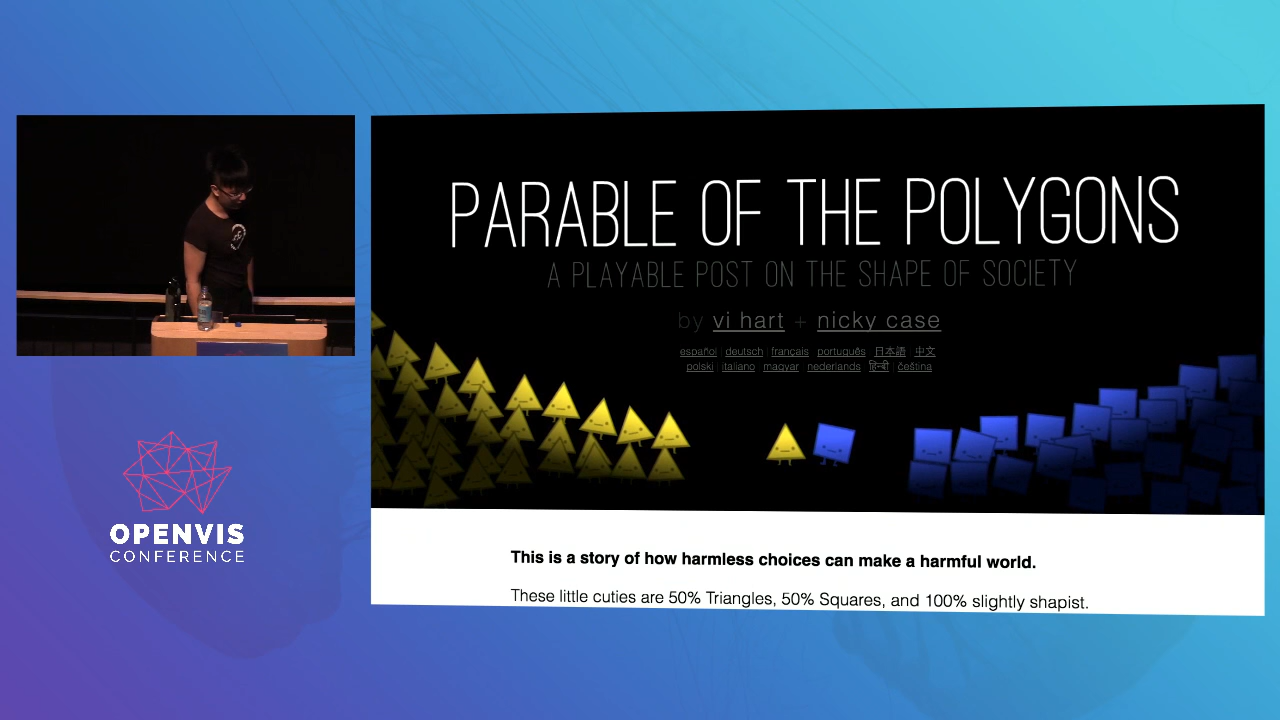 PARABLE OF THE POLYGONS
A PLAYABLE POST ON THE SHAPE OF SOCIETY
by vi hart + nicky case
español deutsch français português 日本語 中文
polski italiano magyar nederlands हिन्दी čeština
This is a story of how harmless choices can make a harmful world.
These little cuties are 50% Triangles, 50% Squares, and 100% slightly shapist.
OPENVIS
CONFERENCE